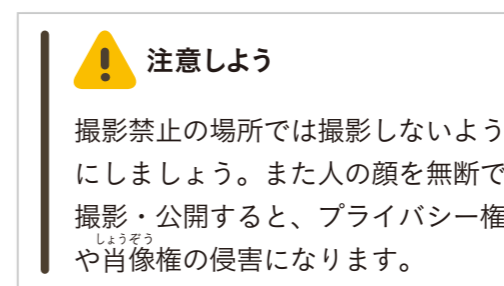 注意しよう
撮影禁止の場所では撮影しないよう
にしましょう。また人の顔を無断で
撮影・公開すると、プライバシー権
しょうぞう
や肖像権の侵害になります。